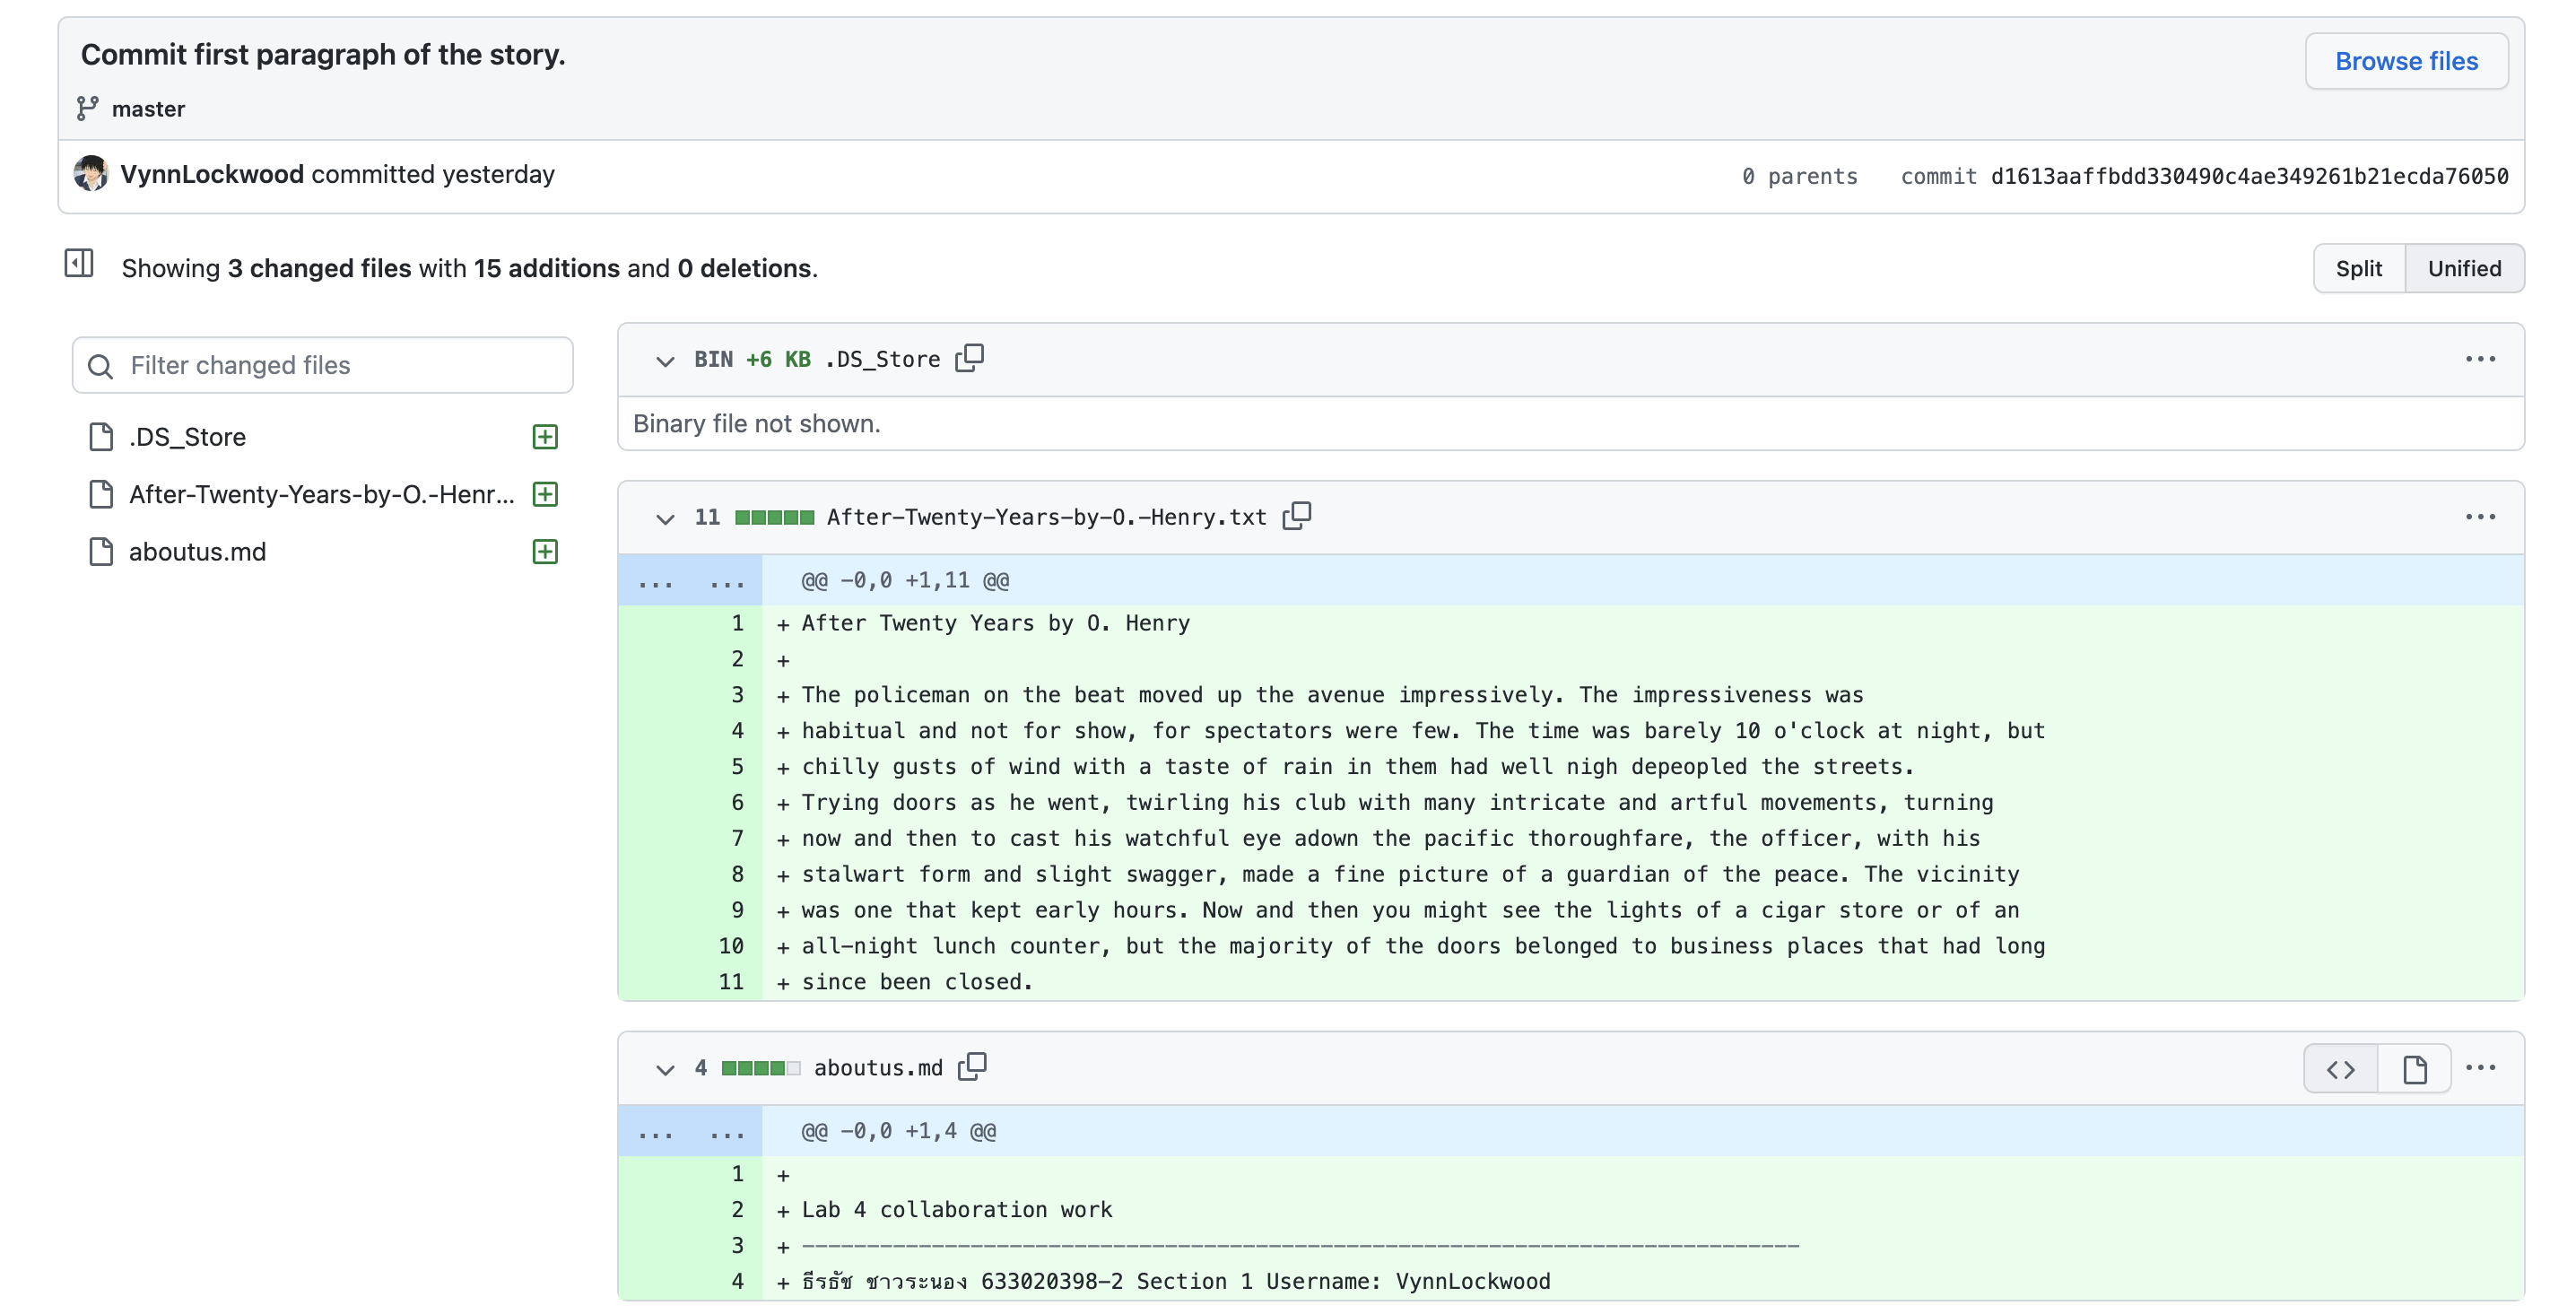 Commit first paragraph of the story.
Browse files
master
VynnLockwood committed yesterday
0 parents commit d1613aaffbdd330490c4ae349261b21ecda76050
Showing 3 changed files with 15 additions and 0 deletions.
Split Unified
Filter changed files
.DS_Store
After-Twenty-Years-by-O.-Henr...
aboutus.md
BIN +6 KB .DS_Store
Binary file not shown.
11 After-Twenty-Years-by-O.-Henry.txt
... ... @@ -0,0 +1,11 @@
1 + After Twenty Years by O. Henry
2 +
3 + The policeman on the beat moved up the avenue impressively. The impressiveness was
4 + habitual and not for show, for spectators were few. The time was barely 10 o'clock at night, but
5 + chilly gusts of wind with a taste of rain in them had well nigh depeopled the streets.
6 + Trying doors as he went, twirling his club with many intricate and artful movements, turning
7 + now and then to cast his watchful eye adown the pacific thoroughfare, the officer, with his
8 + stalwart form and slight swagger, made a fine picture of a guardian of the peace. The vicinity
9 + was one that kept early hours. Now and then you might see the lights of a cigar store or of an
10 + all-night lunch counter, but the majority of the doors belonged to business places that had long
11 + since been closed.
4 aboutus.md
... ... @@ -0,0 +1,4 @@
1 +
2 + Lab 4 collaboration work
3 + -----------------------------------------------------------------------------
4 + ธีรธัช ชาวระนอง 633020398-2 Section 1 Username: VynnLockwood